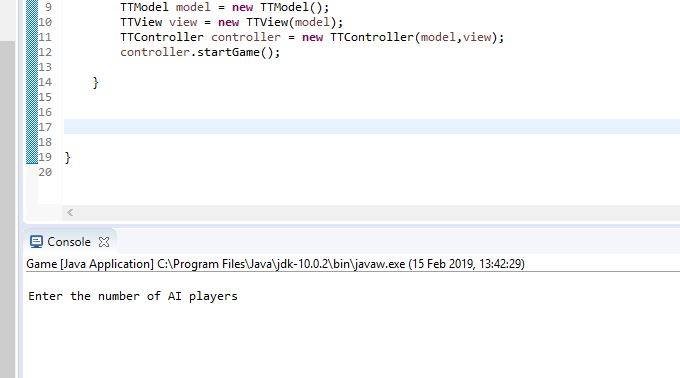 9 TTModel model = new TTModel();
10 TTView view = new TTView(model);
11 TTController controller = new TTController(model,view);
12 controller.startGame();
13
14 }
15
16
17
18
19 }
20
Console
Game [Java Application] C:\Program Files\Java\jdk-10.0.2\bin\javaw.exe (15 Feb 2019, 13:42:29)
Enter the number of AI players